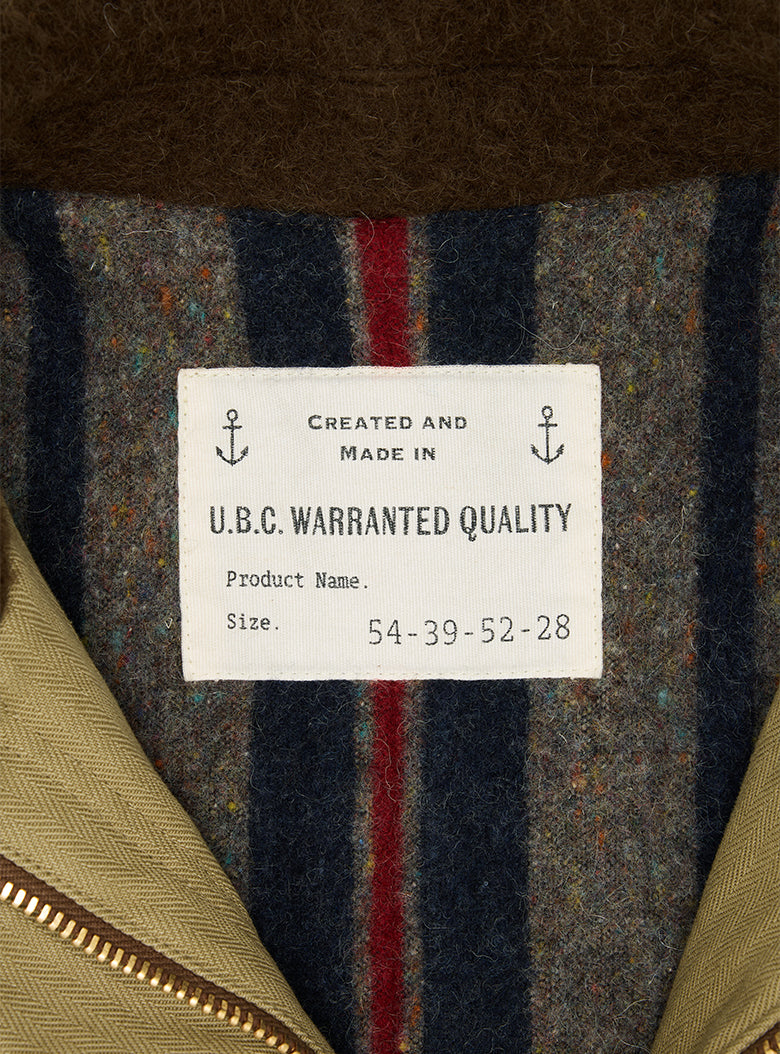 CREATED AND
MADE IN
U.B.C. WARRANTED QUALITY
Product Name.
Size. 54-39-52-28